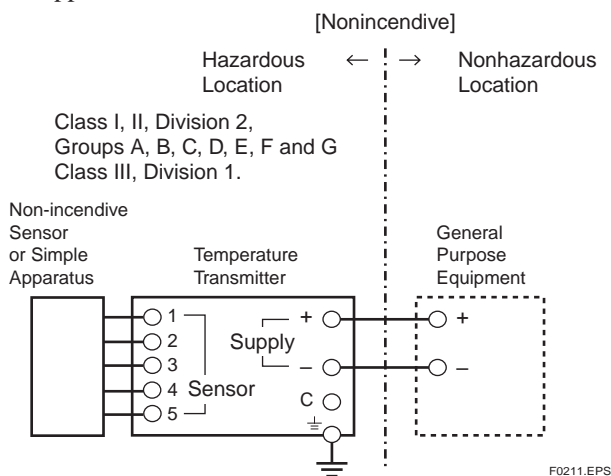 [Nonincendive]
Hazardous Location
← →
Nonhazardous Location
Class I, II, Division 2,
Groups A, B, C, D, E, F and G
Class III, Division 1.
Non-incendive
Sensor
or Simple
Apparatus
Temperature
Transmitter
General
Purpose
Equipment
1
2
3
4
5
Sensor
Supply
+
–
C
+
–
F0211.EPS